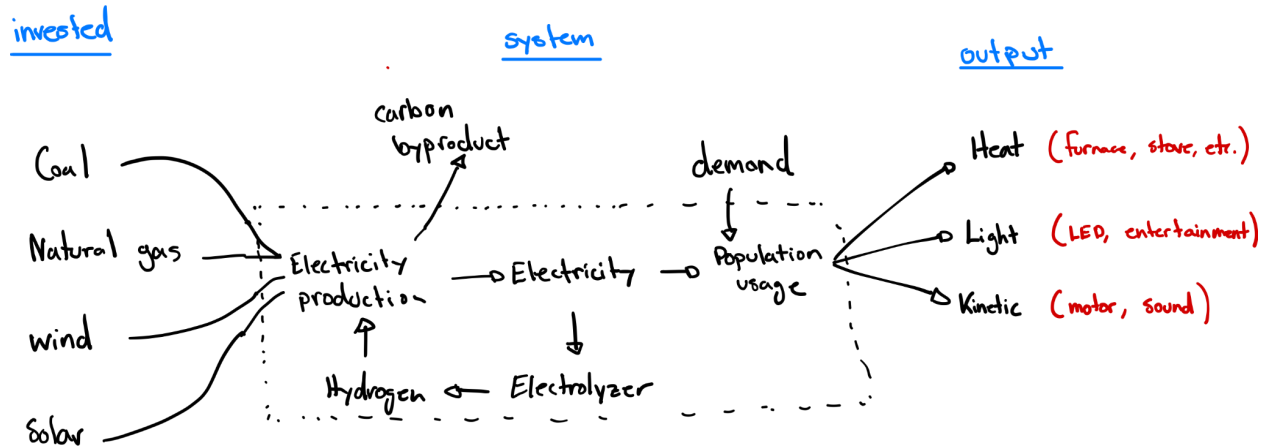 invested
system
output
carbon
byproduct
Coal
demand
Heat (furnace, stove, etc.)
Natural gas
Electricity
production
Electricity
Population
usage
Light (LED, entertainment)
Kinetic (motor, sound)
wind
Hydrogen
Electrolyzer
Solar